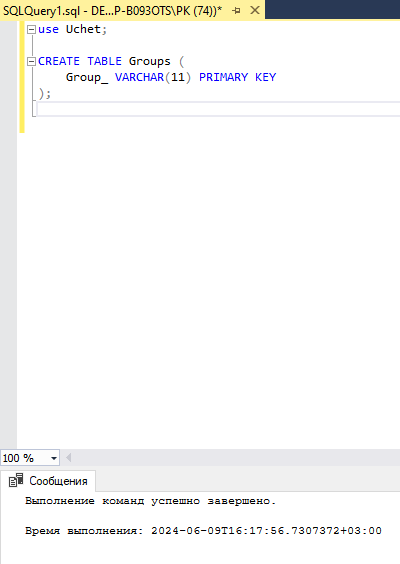 SQLQuery1.sql - DE...P-B093OTS\PK (74))*
use Uchet;
CREATE TABLE Groups (
Group_ VARCHAR(11) PRIMARY KEY
);
100 %
Сообщения
Выполнение команд успешно завершено.
Время выполнения: 2024-06-09T16:17:56.7307372+03:00